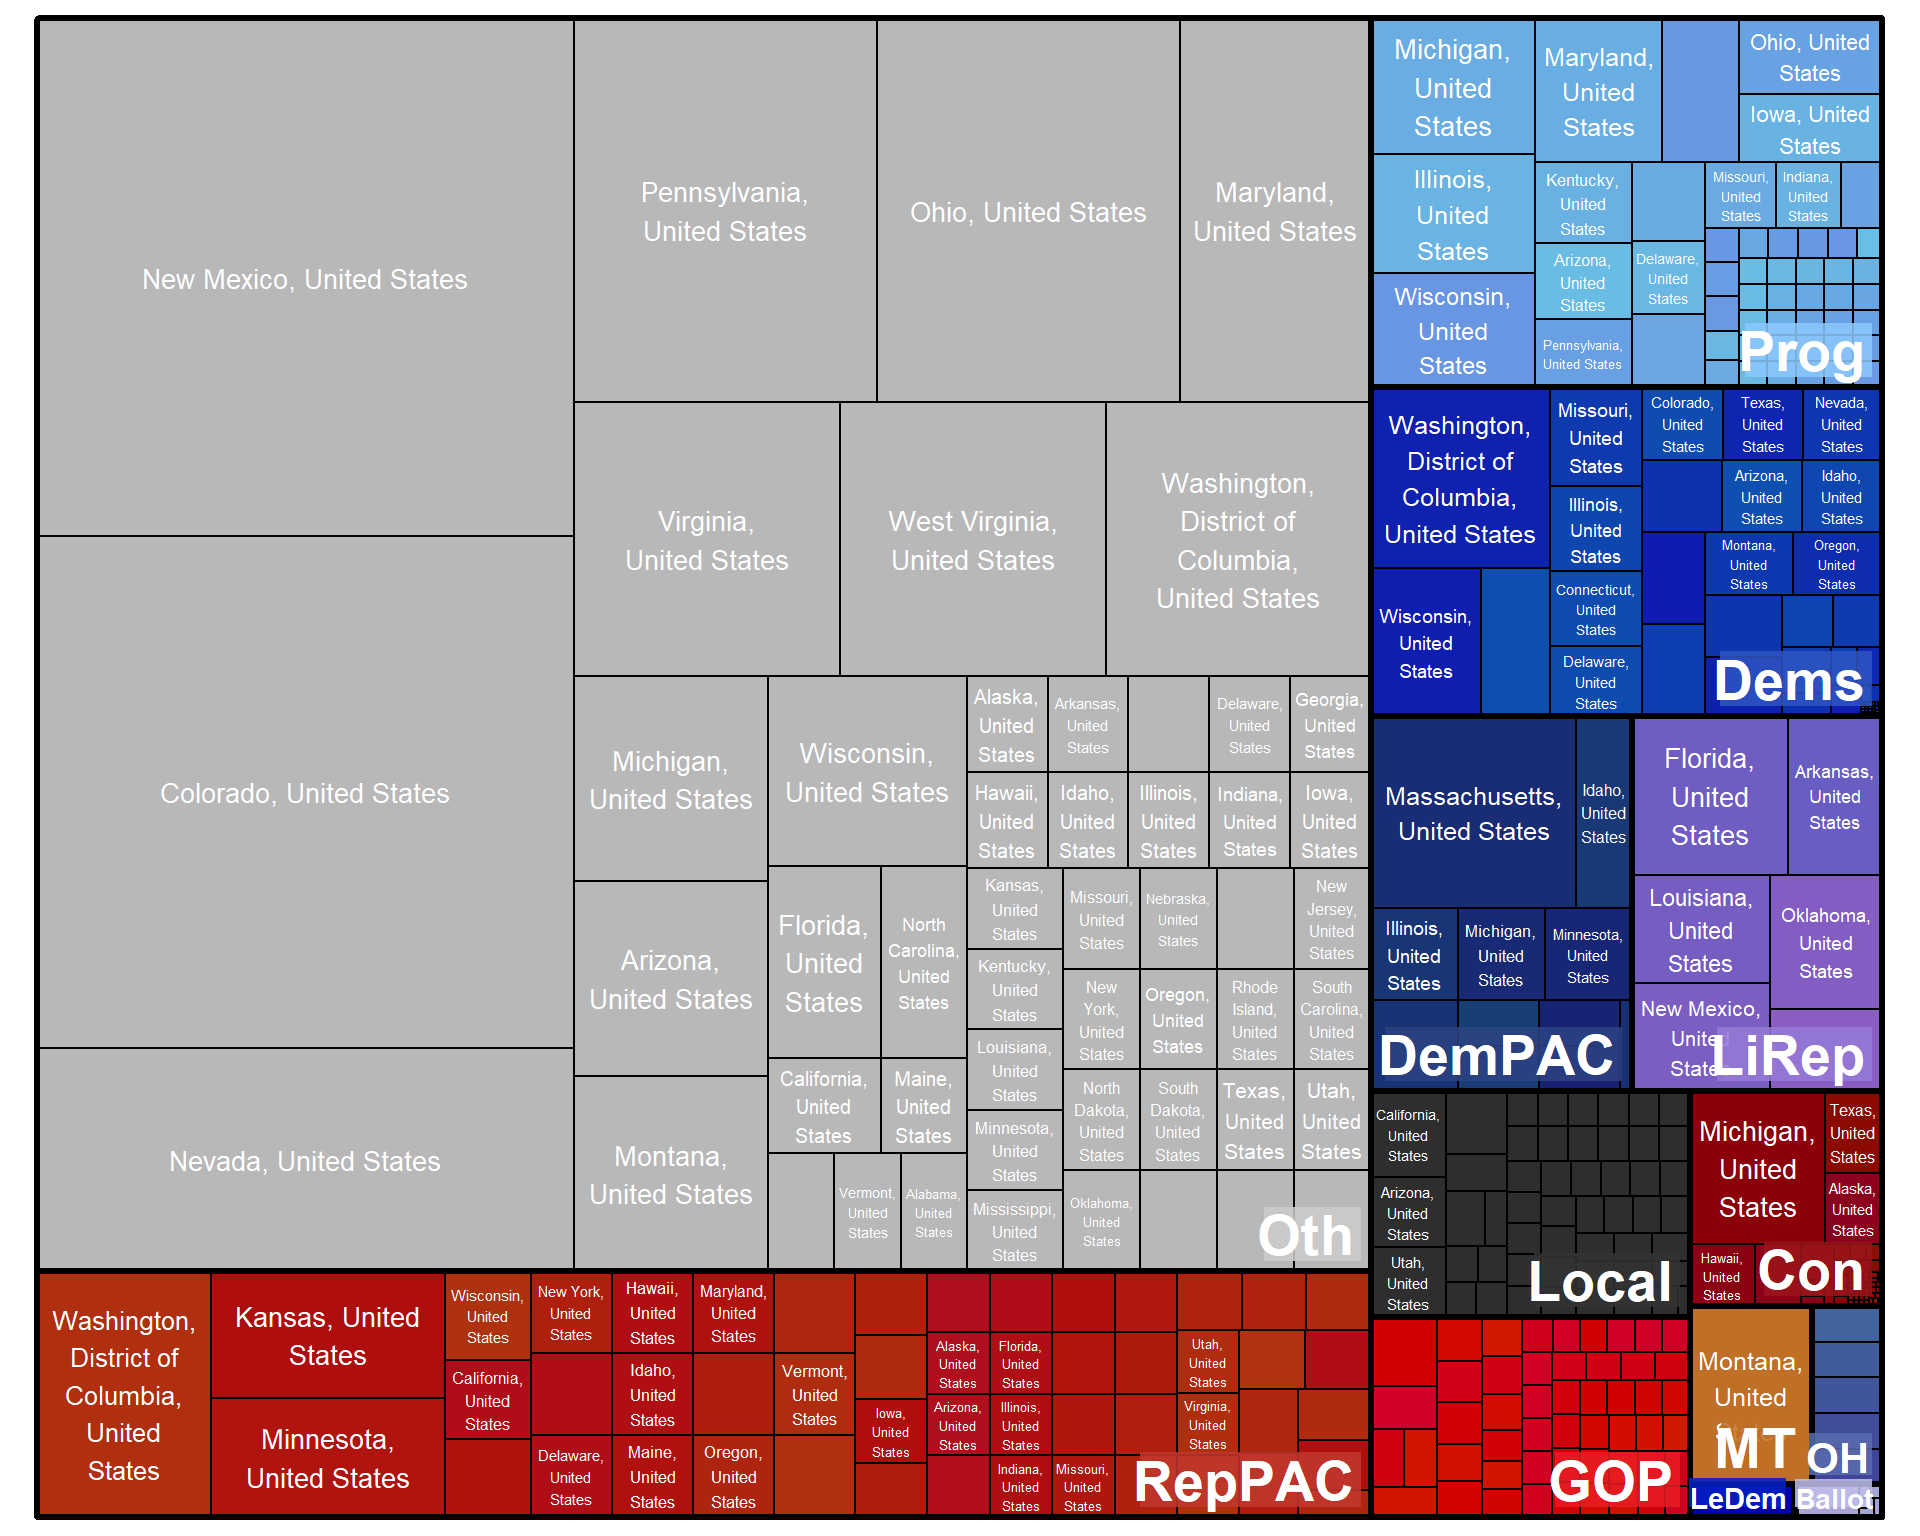 New Mexico, United States
Colorado, United States
Nevada, United States
Pennsylvania,
United States
Ohio, United States
Maryland,
United States
Virginia,
United States
West Virginia,
United States
Washington,
District of
Columbia,
United States
Michigan,
United States
Arizona,
United States
Montana,
United States
Wisconsin,
United States
Florida,
United
States
North
Carolina,
United
States
California,
United
States
Maine,
United
States
Vermont,
United
States
Alabama,
United
States
Alaska,
United
States
Arkansas,
United
States
Delaware,
United
States
Georgia,
United
States
Hawaii,
United
States
Idaho,
United
States
Illinois,
United
States
Indiana,
United
States
Iowa,
United
States
Kansas,
United
States
Kentucky,
United
States
Louisiana,
United
States
Minnesota,
United
States
Mississippi,
United
States
Missouri,
United
States
Nebraska,
United
States
New
Jersey,
United
States
New
York,
United
States
Oregon,
United
States
Rhode
Island,
United
States
South
Carolina,
United
States
North
Dakota,
United
States
South
Dakota,
United
States
Texas,
United
States
Utah,
United
States
Oklahoma,
United
States
Oth
Washington,
District of
Columbia,
United
States
Kansas, United
States
Minnesota,
United States
Wisconsin,
United
States
California,
United
States
New York,
United
States
Delaware,
United
States
Hawaii,
United
States
Idaho,
United
States
Maine,
United
States
Maryland,
United
States
Oregon,
United
States
Vermont,
United
States
Iowa,
United
States
Alaska,
United
States
Arizona,
United
States
Florida,
United
States
Illinois,
United
States
Indiana,
United
States
Missouri,
United
States
Utah,
United
States
Virginia,
United
States
RepPAC
Michigan,
United
States
Illinois,
United
States
Wisconsin,
United
States
Maryland,
United
States
Ohio, United
States
Iowa, United
States
Kentucky,
United
States
Arizona,
United
States
Pennsylvania,
United States
Delaware,
United
States
Missouri,
United
States
Indiana,
United
States
Prog
Washington,
District of
Columbia,
United States
Wisconsin,
United
States
Missouri,
United
States
Illinois,
United
States
Connecticut,
United
States
Delaware,
United
States
Colorado,
United
States
Texas,
United
States
Nevada,
United
States
Arizona,
United
States
Idaho,
United
States
Montana,
United
States
Oregon,
United
States
Dems
Massachusetts,
United States
Idaho,
United
States
Illinois,
United
States
Michigan,
United
States
Minnesota,
United
States
DemPAC
Florida,
United
States
Arkansas,
United
States
Louisiana,
United
States
Oklahoma,
United
States
New Mexico,
United
States
LiRep
California,
United
States
Arizona,
United
States
Utah,
United
States
Local
Michigan,
United
States
Texas,
United
States
Alaska,
United
States
Hawaii,
United
States
Con
GOP
Montana,
United
States
MT
OH
LeDem
Ballot